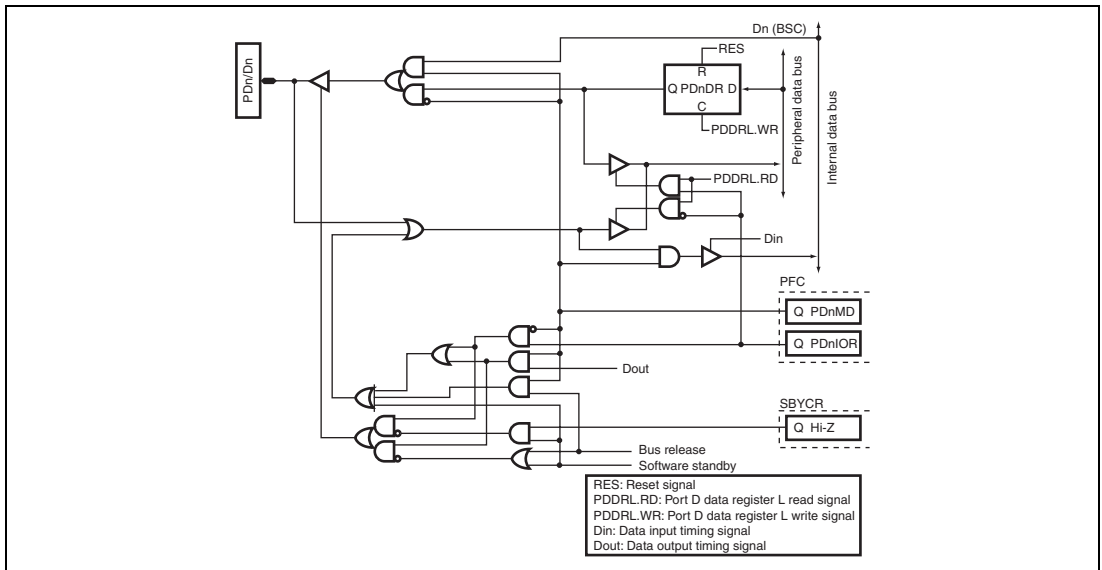 Dn (BSC)
RES
PDn/Dn
R
Q PDnDR D
C
PDDRL.WR
Peripheral data bus
Internal data bus
PDDRL.RD
Din
PFC
Q PDnMD
Q PDnIOR
Dout
SBYCR
Q Hi-Z
Bus release
Software standby
RES: Reset signal
PDDRL.RD: Port D data register L read signal
PDDRL.WR: Port D data register L write signal
Din: Data input timing signal
Dout: Data output timing signal